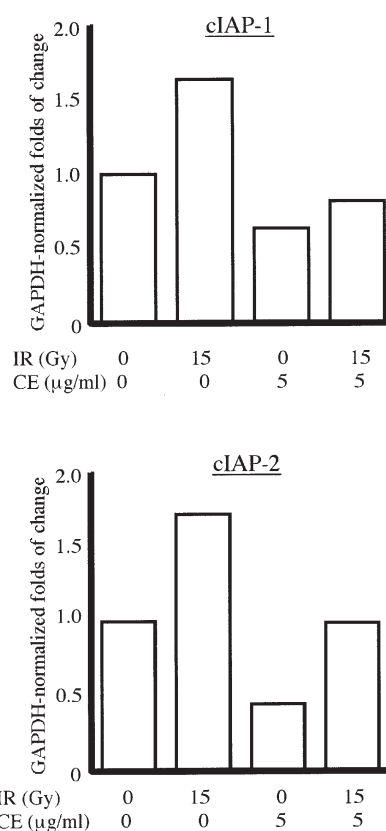 cIAP-1
GAPDH-normalized folds of change
2.0
1.5
1.0
0.5
0
IR (Gy) 0 15 0 15
CE (µg/ml) 0 0 5 5
cIAP-2
GAPDH-normalized folds of change
2.0
1.5
1.0
0.5
0
IR (Gy) 0 15 0 15
CE (µg/ml) 0 0 5 5